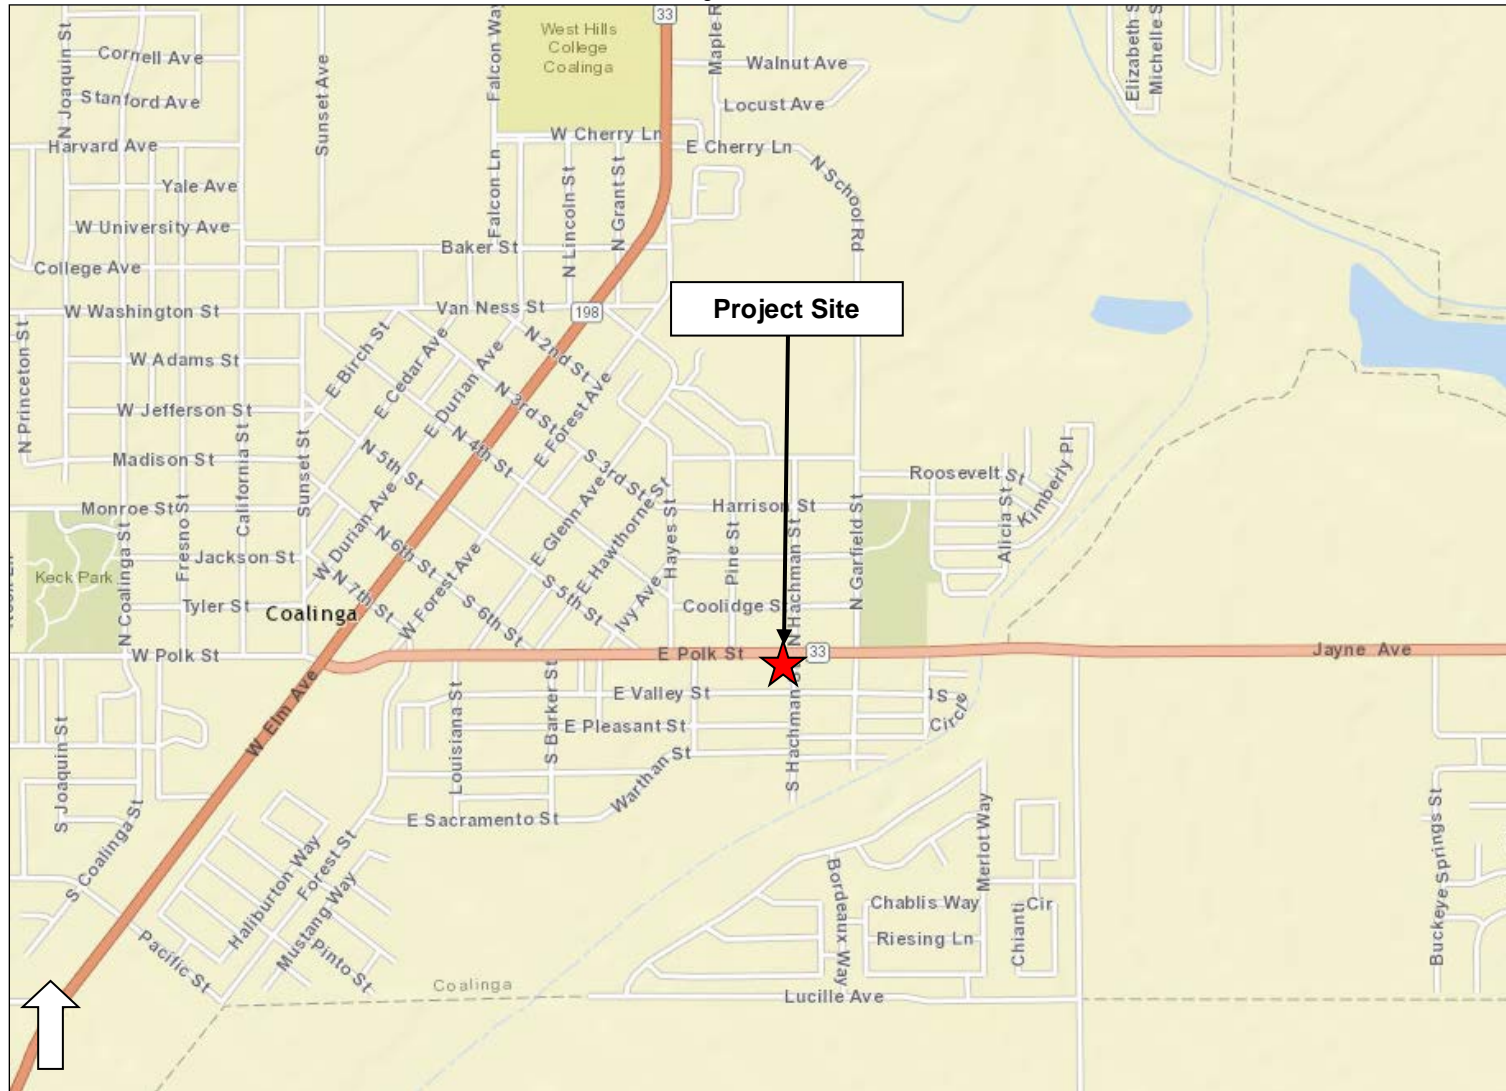 33
West Hills
College
Coalinga
Falcon Way
Maple R
Walnut Ave
Locust Ave
Elizabeth S
Michelle S
N Joaquin St
Cornell Ave
Stanford Ave
Sunset Ave
Harvard Ave
Yale Ave
W University Ave
College Ave
W Cherry Ln
E Cherry Ln
N School Rd
Falcon Ln
N Lincoln St
N Grant St
Baker St
W Washington St
Van Ness St
198
Project Site
N Princeton St
W Adams St
W Jefferson St
Madison St
Monroe St
E Birch St
E Cedar Ave
E Durian Ave
N 2nd St
N 3rd St
E Forest Ave
N 4th St
N 5th St
S 3rd St
California St
Sunset St
Fresno St
N Coalinga St
Keck Park
Jackson St
Tyler St
Coalinga
W Durian Ave
N 6th St
N 7th St
W Forest Ave
E Glenn Ave
E Hawthorne St
S 5th St
S 6th St
Ivy Ave
Hayes St
Pine St
Harrison St
N Hachman St
N Garfield St
Roosevelt St
Alicia St
Kimberly Pl
Coolidge S
W Polk St
E Polk St
33
Jayne Ave
W Elm Ave
E Valley St
E Pleasant St
Louisiana St
S Barker St
Warthan St
S Hachman S
S
Circle
E Sacramento St
S Joaquin St
S Coalinga St
Haliburton Way
Forest St
Mustang Way
Pinto St
Pacific St
Coalinga
Merlot Way
Bordeaux Way
Chablis Way
Riesing Ln
Chianti Cir
Lucille Ave
Buckeye Springs St